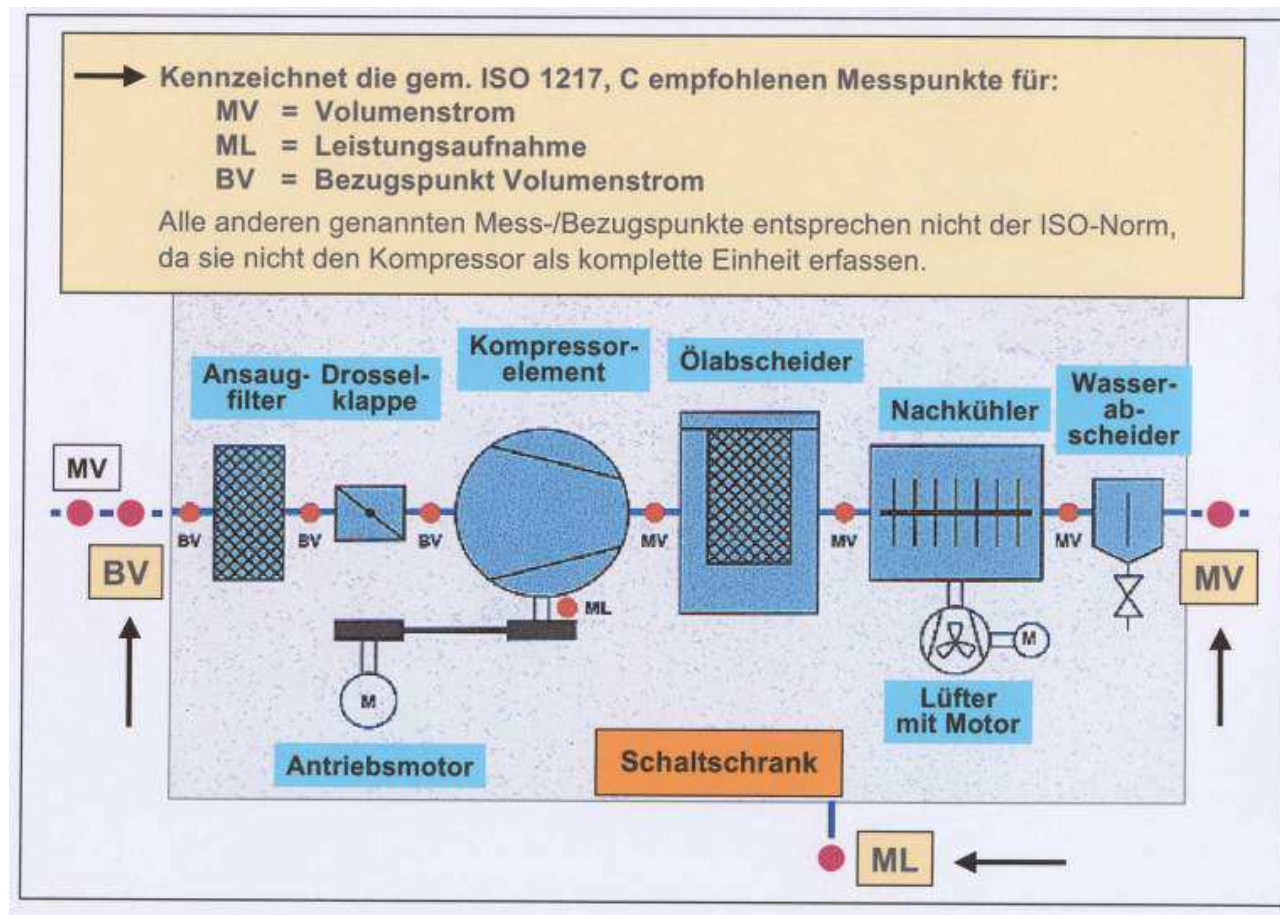 Kennzeichnet die gem. ISO 1217, C empfohlenen Messpunkte für:
MV = Volumenstrom
ML = Leistungsaufnahme
BV = Bezugspunkt Volumenstrom
Alle anderen genannten Mess-/Bezugspunkte entsprechen nicht der ISO-Norm,
da sie nicht den Kompressor als komplette Einheit erfassen.
Ansaug-
filter
Drossel-
klappe
Kompressor-
element
Ölabscheider
Nachkühler
Wasser-
ab-
scheider
MV
BV
BV
BV
BV
MV
MV
MV
MV
ML
M
M
Lüfter
mit Motor
Antriebsmotor
Schaltschrank
ML